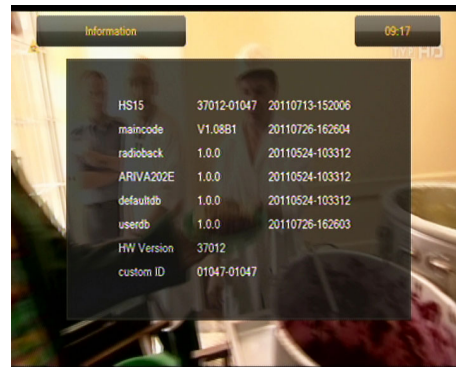 Information
09:17
HS15 37012-01047 20110713-152006
maincode V1.08B1 20110726-162604
radioback 1.0.0 20110524-103312
ARIVA202E 1.0.0 20110524-103312
defaultdb 1.0.0 20110524-103312
userdb 1.0.0 20110726-162603
HW Version 37012
custom ID 01047-01047